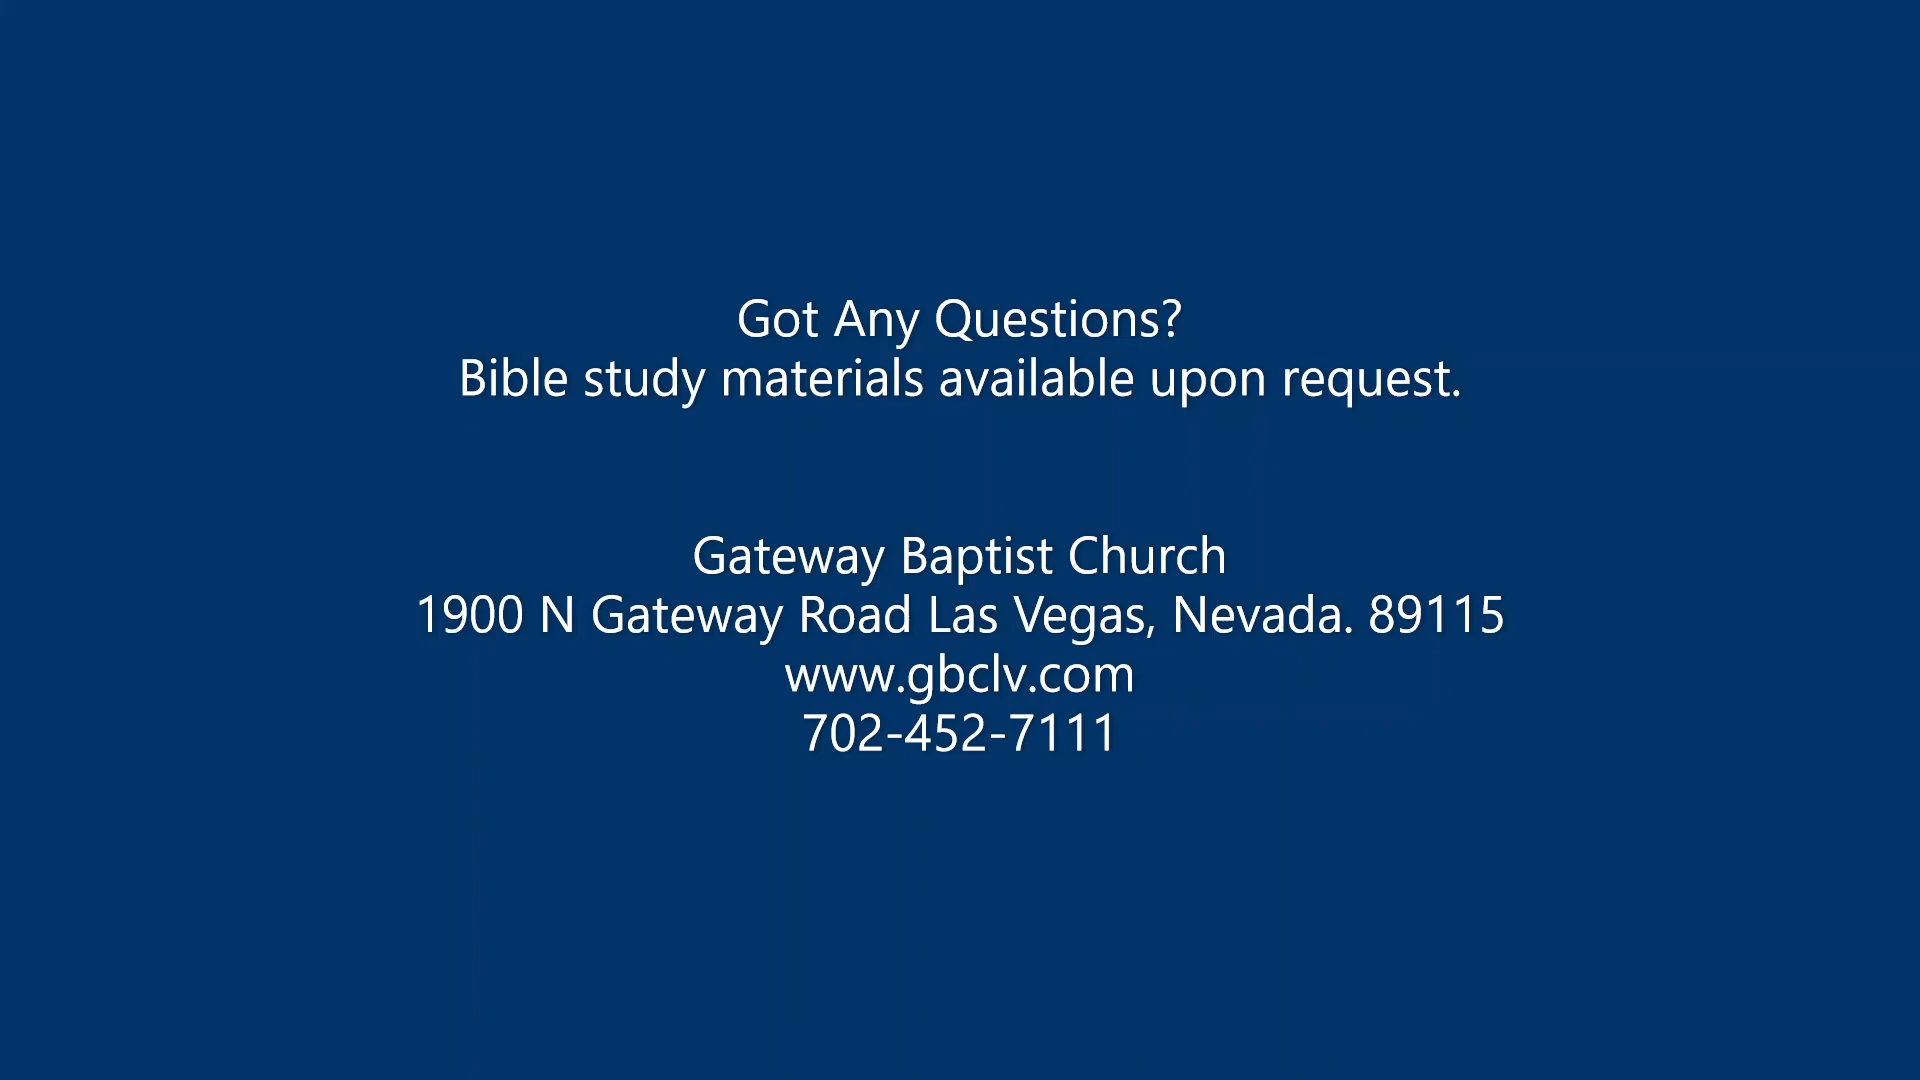 Got Any Questions?
Bible study materials available upon request.
Gateway Baptist Church
1900 N Gateway Road Las Vegas, Nevada. 89115
www.gbclv.com
702-452-7111